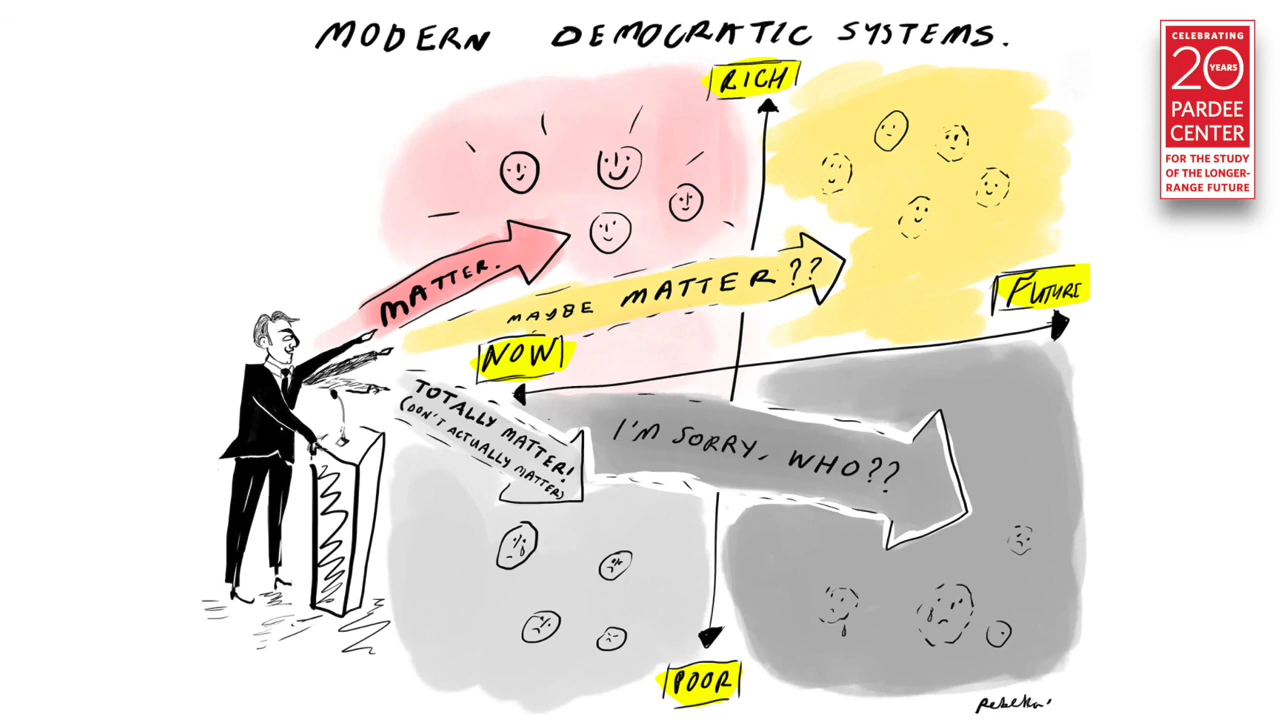 MODERN DEMOCRATIC SYSTEMS.
CELEBRATING
20 YEARS
PARDEE
CENTER
FOR THE STUDY
OF THE LONGER-
RANGE FUTURE
RICH
MATTER.
MAYBE MATTER??
FUTURE
NOW
TOTALLY MATTER!
(DON'T ACTUALLY MATTER)
I'M SORRY, WHO??
POOR